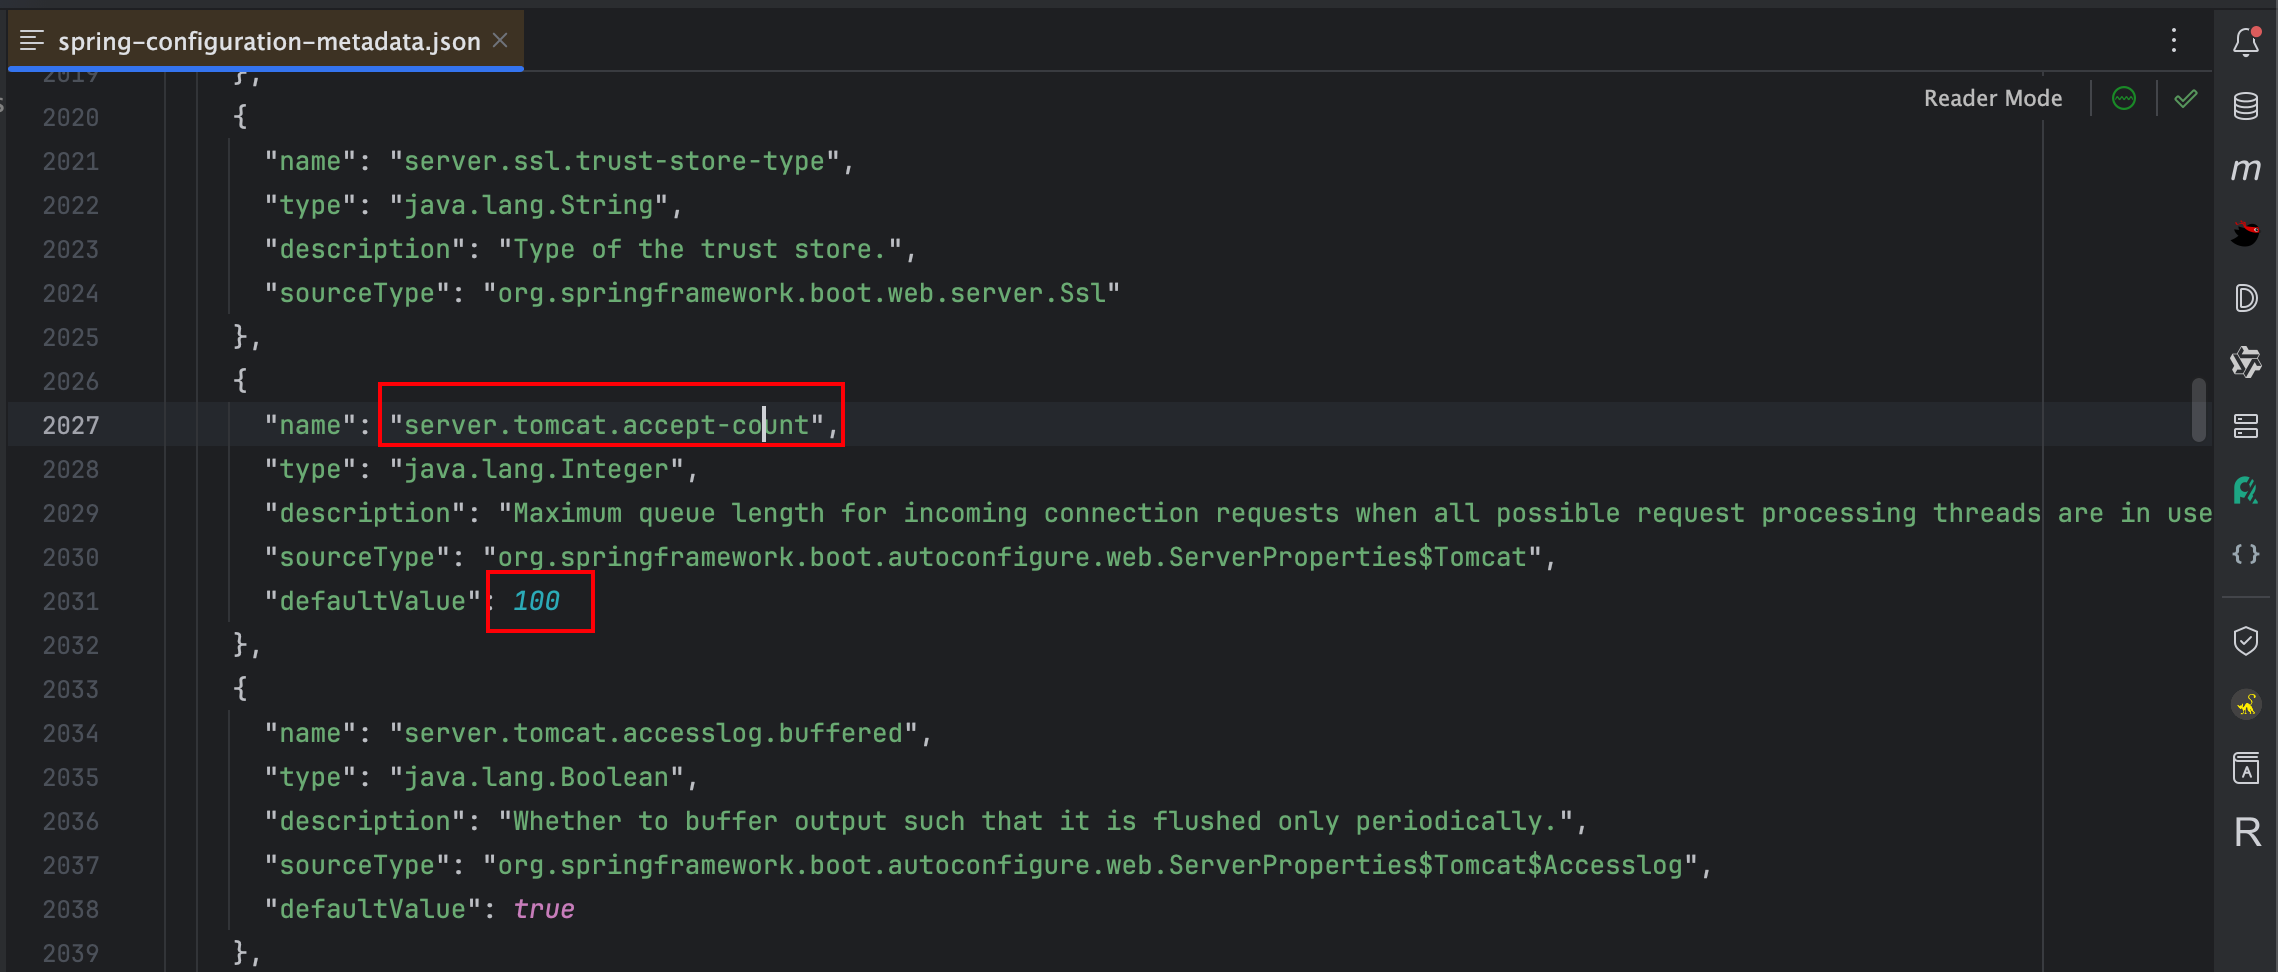 spring-configuration-metadata.json
Reader Mode
2019 },
2020 {
2021 "name": "server.ssl.trust-store-type",
2022 "type": "java.lang.String",
2023 "description": "Type of the trust store.",
2024 "sourceType": "org.springframework.boot.web.server.Ssl"
2025 },
2026 {
2027 "name": "server.tomcat.accept-count",
2028 "type": "java.lang.Integer",
2029 "description": "Maximum queue length for incoming connection requests when all possible request processing threads are in use
2030 "sourceType": "org.springframework.boot.autoconfigure.web.ServerProperties$Tomcat",
2031 "defaultValue": 100
2032 },
2033 {
2034 "name": "server.tomcat.accesslog.buffered",
2035 "type": "java.lang.Boolean",
2036 "description": "Whether to buffer output such that it is flushed only periodically.",
2037 "sourceType": "org.springframework.boot.autoconfigure.web.ServerProperties$Tomcat$Accesslog",
2038 "defaultValue": true
2039 },
m
D
A
R